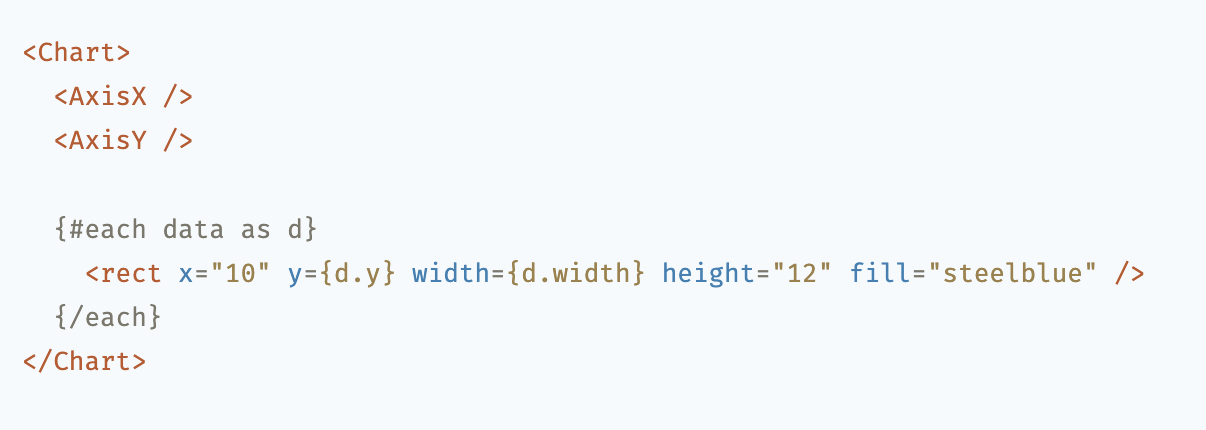 <Chart>
  <AxisX />
  <AxisY />

  {#each data as d}
    <rect x="10" y={d.y} width={d.width} height="12" fill="steelblue" />
  {/each}
</Chart>